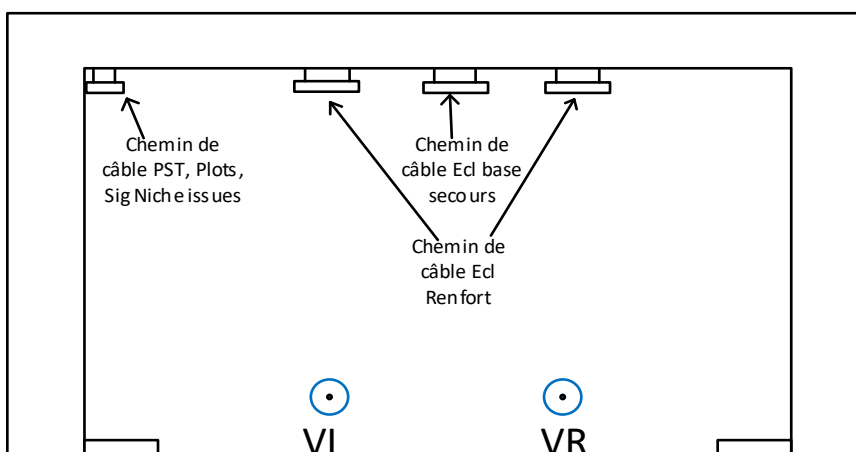 Chemin de
câble PST, Plots,
Sig Niche issues
Chemin de
câble Ecl base
secours
Chemin de
câble Ecl
Renfort
VL
VR